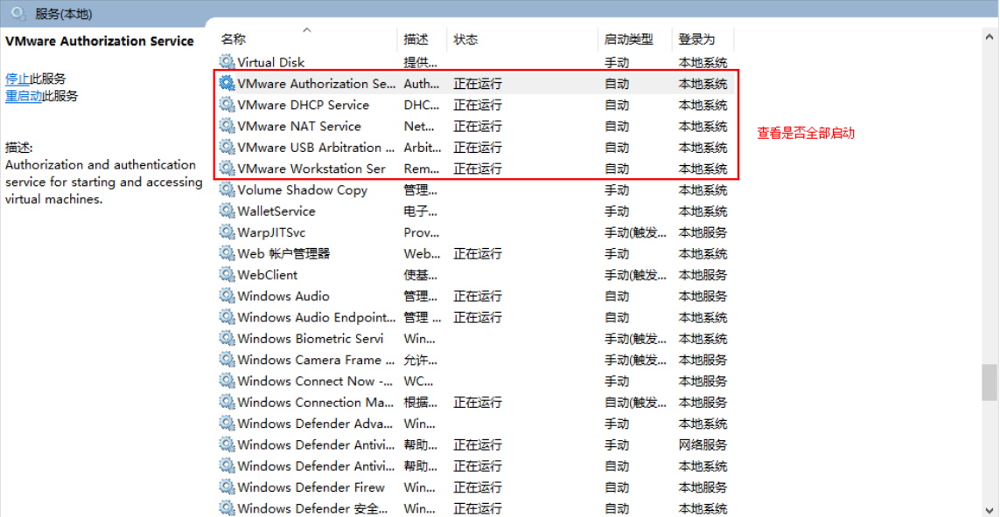 服务(本地)
VMware Authorization Service
停止此服务
重启动此服务
描述:
Authorization and authentication
service for starting and accessing
virtual machines.
名称 描述 状态 启动类型 登录为
Virtual Disk 提供... 手动 本地系统
VMware Authorization Se... Auth... 正在运行 自动 本地系统
VMware DHCP Service DHC... 正在运行 自动 本地系统
VMware NAT Service Net... 正在运行 自动 本地系统
VMware USB Arbitration ... Arbit... 正在运行 自动 本地系统
VMware Workstation Ser Rem... 正在运行 自动 本地系统
查看是否全部启动
Volume Shadow Copy 管理... 手动 本地系统
WalletService 电子... 手动 本地系统
WarpJITSvc Prov... 手动(触发... 本地服务
Web 帐户管理器 Web... 正在运行 手动 本地系统
WebClient 使基... 手动(触发... 本地服务
Windows Audio 管理... 正在运行 自动 本地服务
Windows Audio Endpoint... 管理 ... 正在运行 自动 本地系统
Windows Biometric Servi Win... 手动(触发... 本地系统
Windows Camera Frame ... 允许... 手动(触发... 本地服务
Windows Connect Now -... WC... 手动 本地服务
Windows Connection Ma... 根据... 正在运行 自动(触发... 本地服务
Windows Defender Adva... Win... 手动 本地系统
Windows Defender Antivi... 帮助... 正在运行 手动 网络服务
Windows Defender Antivi... 帮助... 正在运行 自动 本地系统
Windows Defender Firew Win... 正在运行 自动 本地服务
Windows Defender 安全... Win... 正在运行 自动 本地系统